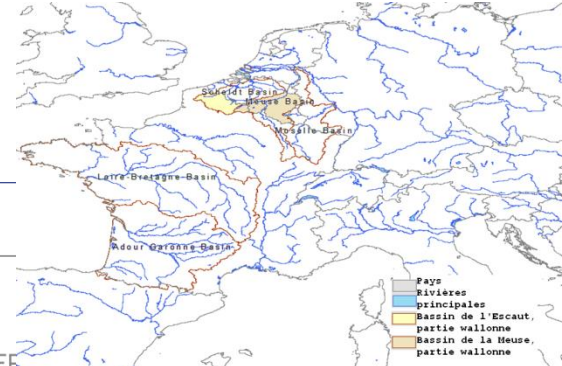 Scheldt Basin
Meuse Basin
Moselle Basin
Loire-Bretagne-Basin
Adour Garonne Basin
Pays
Rivières
principales
Bassin de l'Escaut,
partie wallonne
Bassin de la Meuse,
partie wallonne